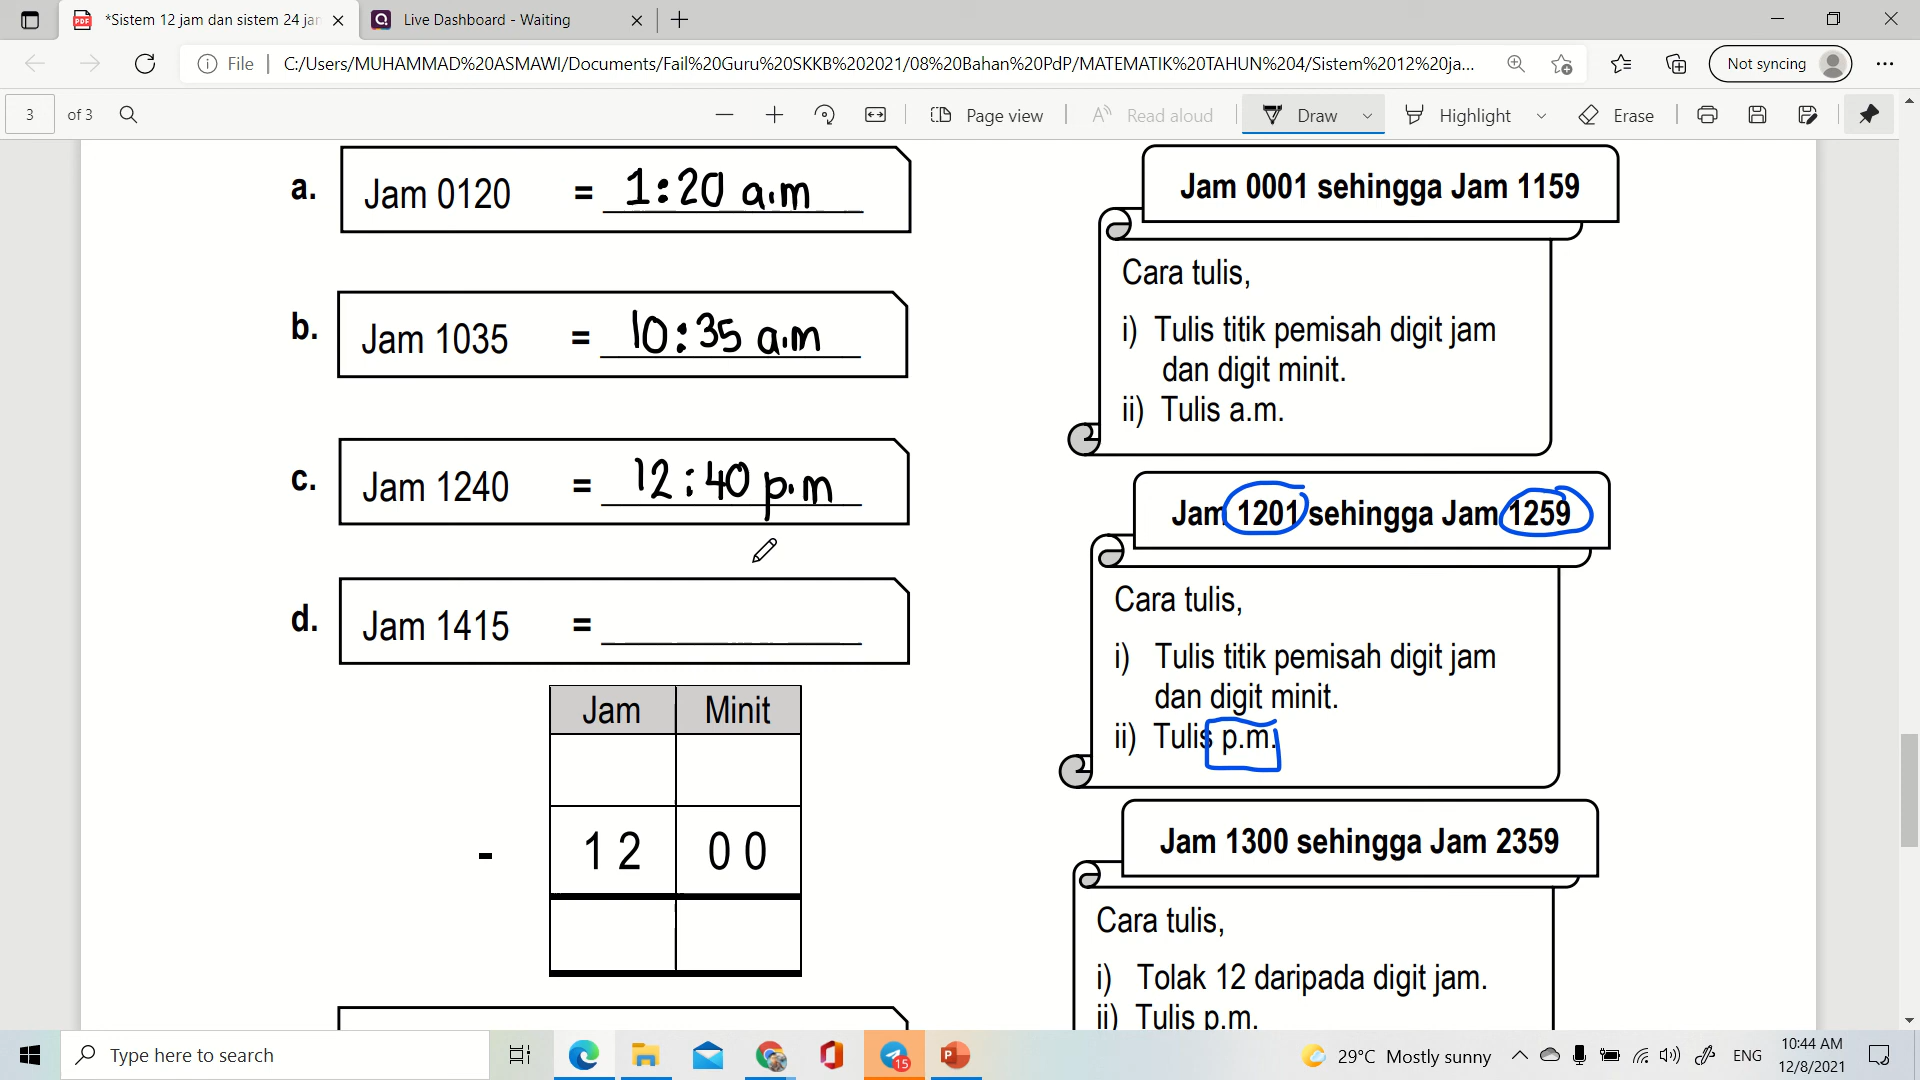 *Sistem 12 jam dan sistem 24 jar
Live Dashboard - Waiting
File
C:/Users/MUHAMMAD%20ASMAWI/Documents/Fail%20Guru%20SKKB%202021/08%20Bahan%20PdP/MATEMATIK%20TAHUN%204/Sistem%2012%20ja...
Not syncing
3 of 3
Page view
Read aloud
Draw
Highlight
Erase
a. Jam 0120 = 1:20 a.m
b. Jam 1035 = 10:35 a.m
c. Jam 1240 = 12:40 p.m
d. Jam 1415 =
Jam Minit
- 1 2 0 0
Jam 0001 sehingga Jam 1159
Cara tulis,
i) Tulis titik pemisah digit jam
dan digit minit.
ii) Tulis a.m.
Jam 1201 sehingga Jam 1259
Cara tulis,
i) Tulis titik pemisah digit jam
dan digit minit.
ii) Tulis p.m.
Jam 1300 sehingga Jam 2359
Cara tulis,
i) Tolak 12 daripada digit jam.
ii) Tulis p.m.
Type here to search
15
29°C Mostly sunny
ENG
10:44 AM
12/8/2021